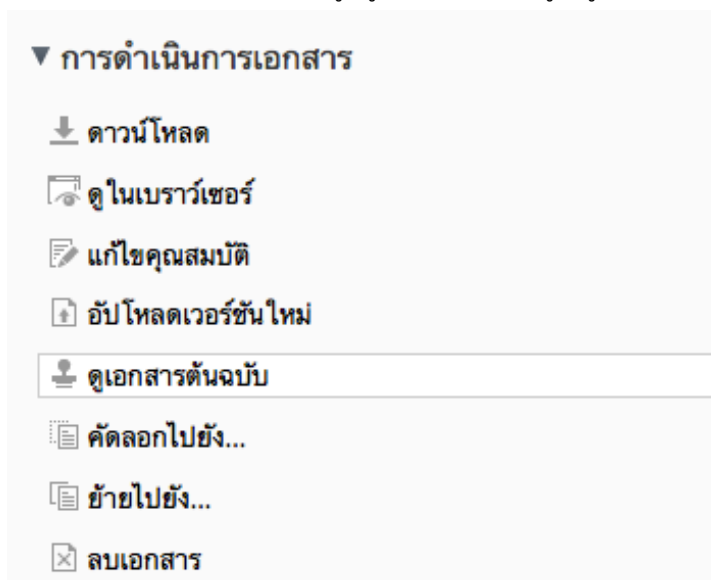 การดำเนินการเอกสาร
ดาวน์โหลด
ดูในเบราว์เซอร์
แก้ไขคุณสมบัติ
อัปโหลดเวอร์ชันใหม่
ดูเอกสารต้นฉบับ
คัดลอกไปยัง...
ย้ายไปยัง...
ลบเอกสาร